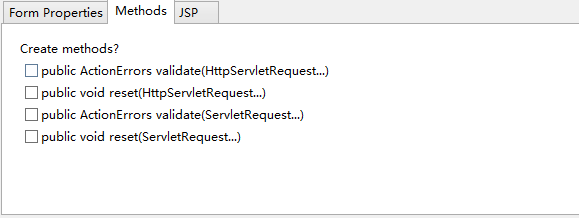 Form Properties Methods JSP
Create methods?
public ActionErrors validate(HttpServletRequest...)
public void reset(HttpServletRequest...)
public ActionErrors validate(ServletRequest...)
public void reset(ServletRequest...)